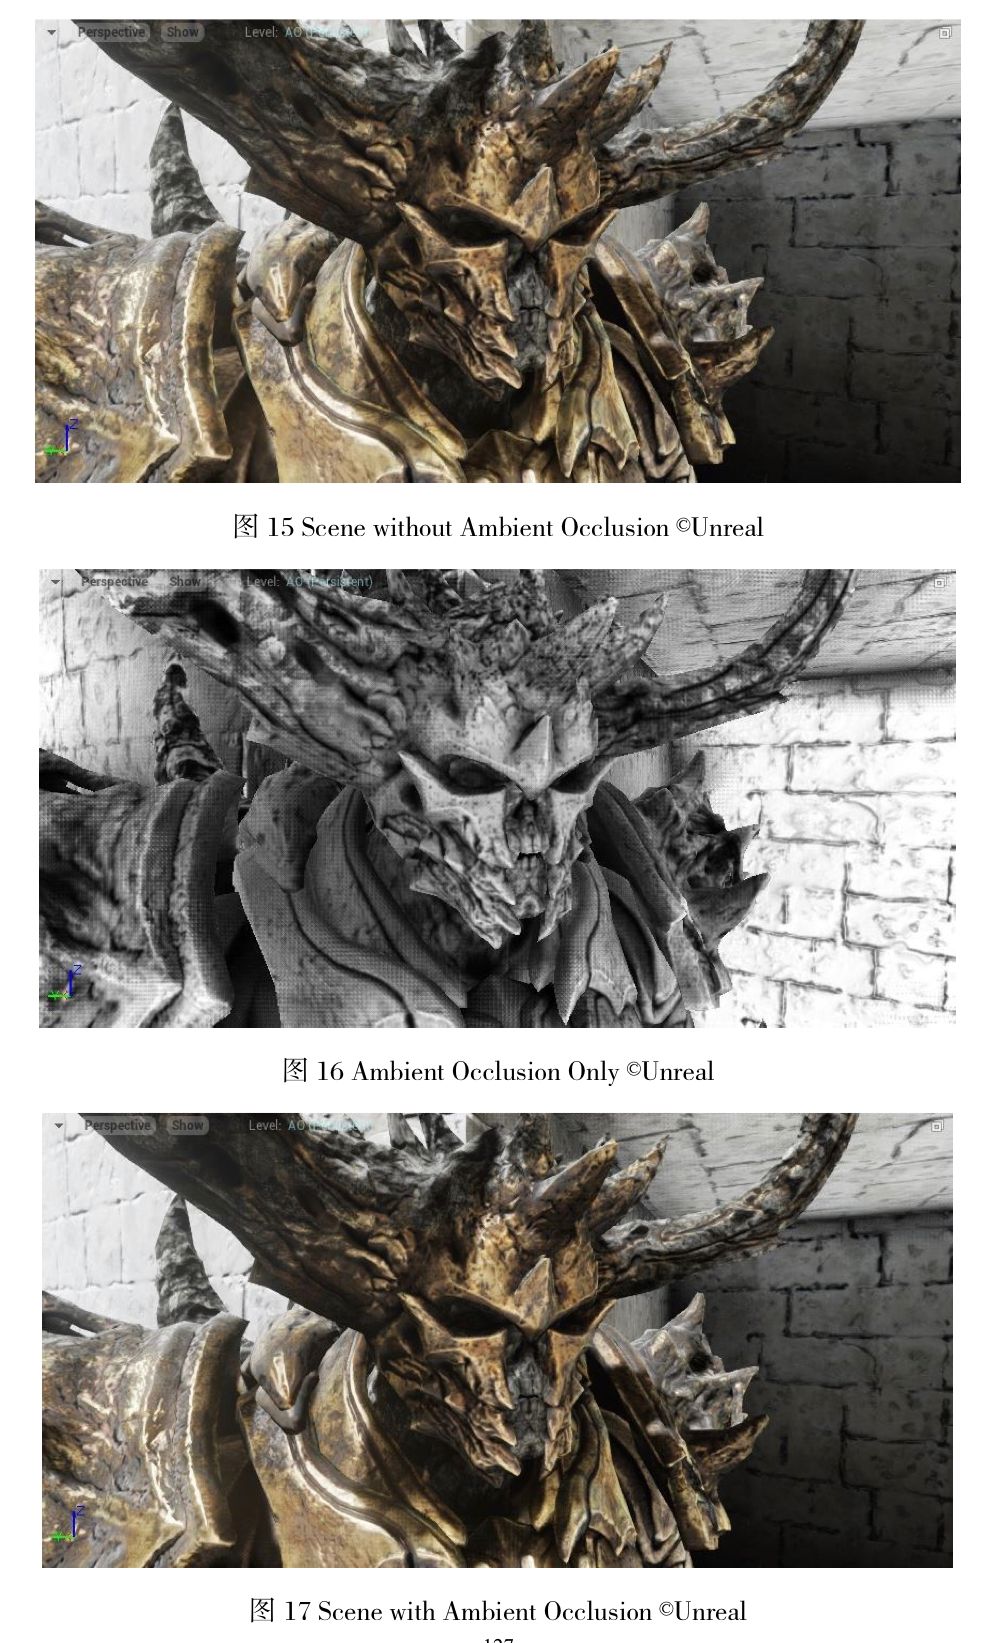 Perspective Show Level: AO (Persistent)
Z
Y
图 15 Scene without Ambient Occlusion ©Unreal
Perspective Show Level: AO (Persistent)
Z
Y
图 16 Ambient Occlusion Only ©Unreal
Perspective Show Level: AO (Persistent)
Z
Y
图 17 Scene with Ambient Occlusion ©Unreal
127